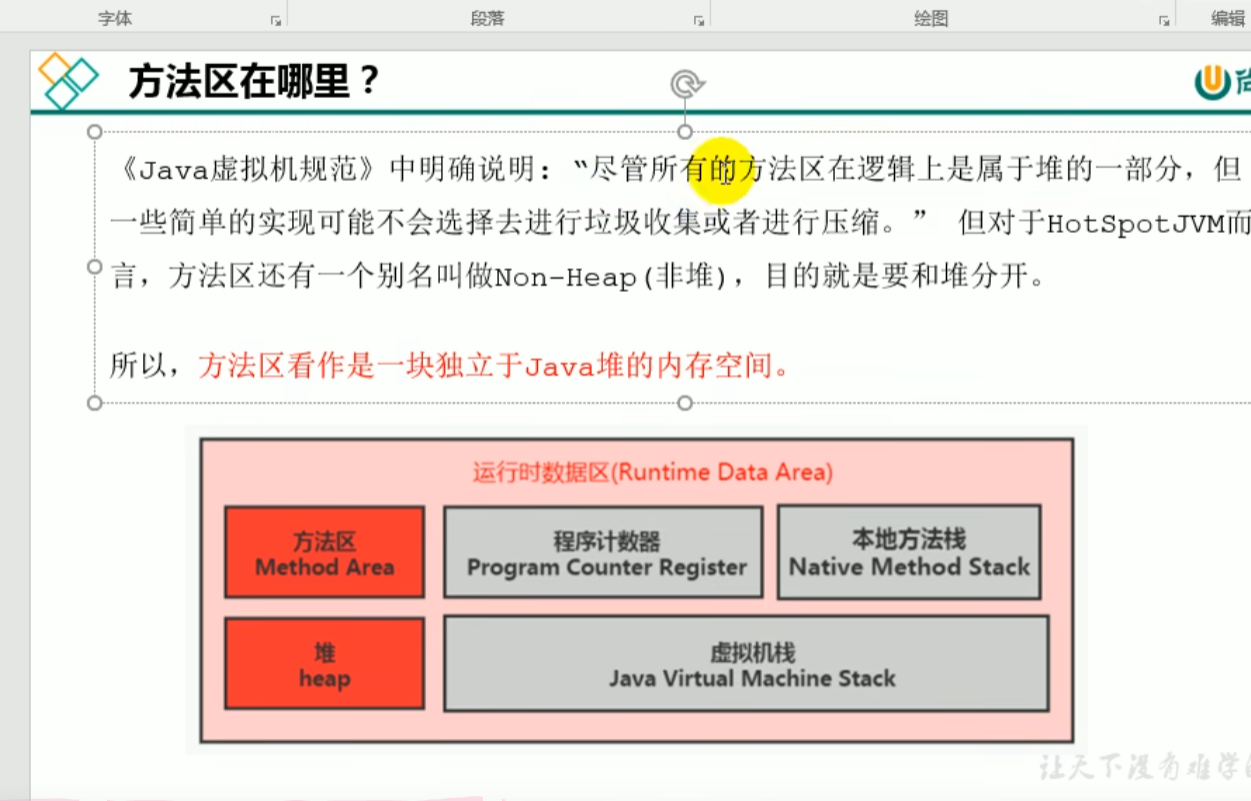 字体 段落 绘图 编辑
方法区在哪里？
尚
《Java虚拟机规范》中明确说明：“尽管所有的方法区在逻辑上是属于堆的一部分，但
一些简单的实现可能不会选择去进行垃圾收集或者进行压缩。” 但对于HotSpotJVM而
言，方法区还有一个别名叫做Non-Heap(非堆)，目的就是要和堆分开。
所以，方法区看作是一块独立于Java堆的内存空间。
运行时数据区(Runtime Data Area)
方法区
Method Area
程序计数器
Program Counter Register
本地方法栈
Native Method Stack
堆
heap
虚拟机栈
Java Virtual Machine Stack
让天下没有难学